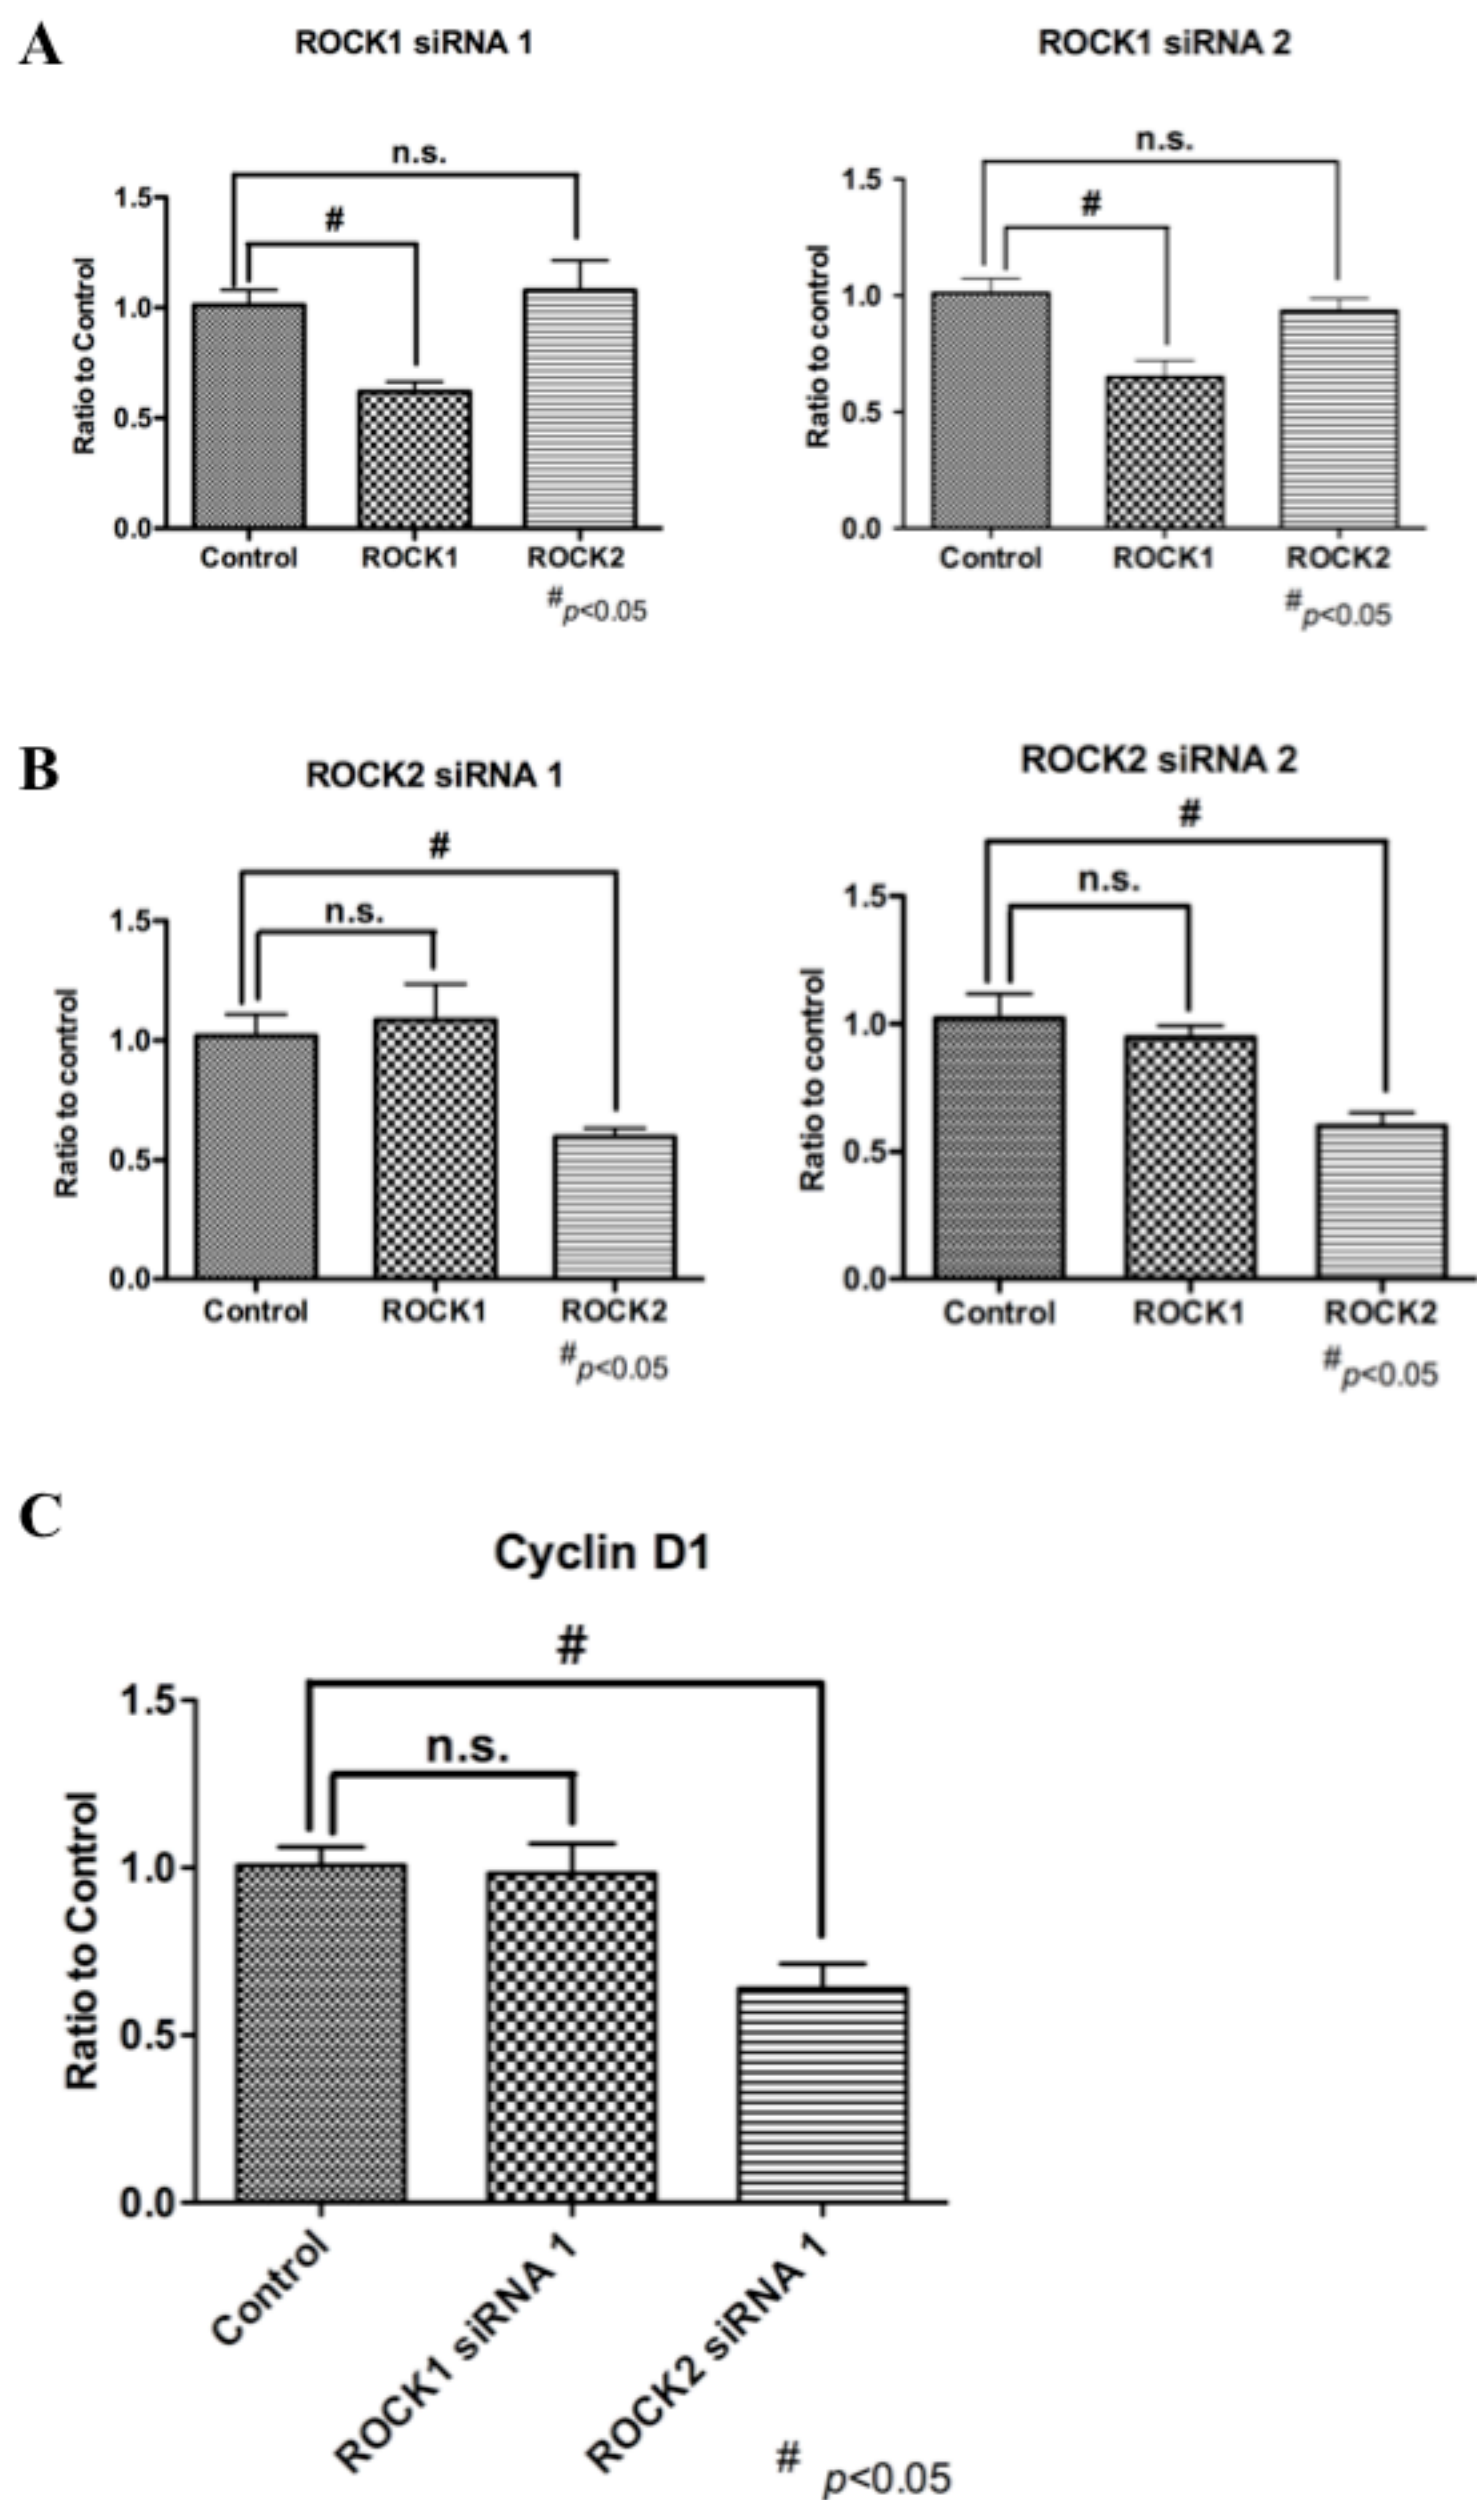 A
ROCK1 siRNA 1
n.s.
#
1.5
1.0
0.5
0.0
Ratio to Control
Control ROCK1 ROCK2
#p<0.05
ROCK1 siRNA 2
n.s.
#
1.5
1.0
0.5
0.0
Ratio to control
Control ROCK1 ROCK2
#p<0.05
B
ROCK2 siRNA 1
#
n.s.
1.5
1.0
0.5
0.0
Ratio to control
Control ROCK1 ROCK2
#p<0.05
ROCK2 siRNA 2
#
n.s.
1.5
1.0
0.5
0.0
Ratio to control
Control ROCK1 ROCK2
#p<0.05
C
Cyclin D1
#
n.s.
1.5
1.0
0.5
0.0
Ratio to Control
Control
ROCK1 siRNA 1
ROCK2 siRNA 1
# p<0.05